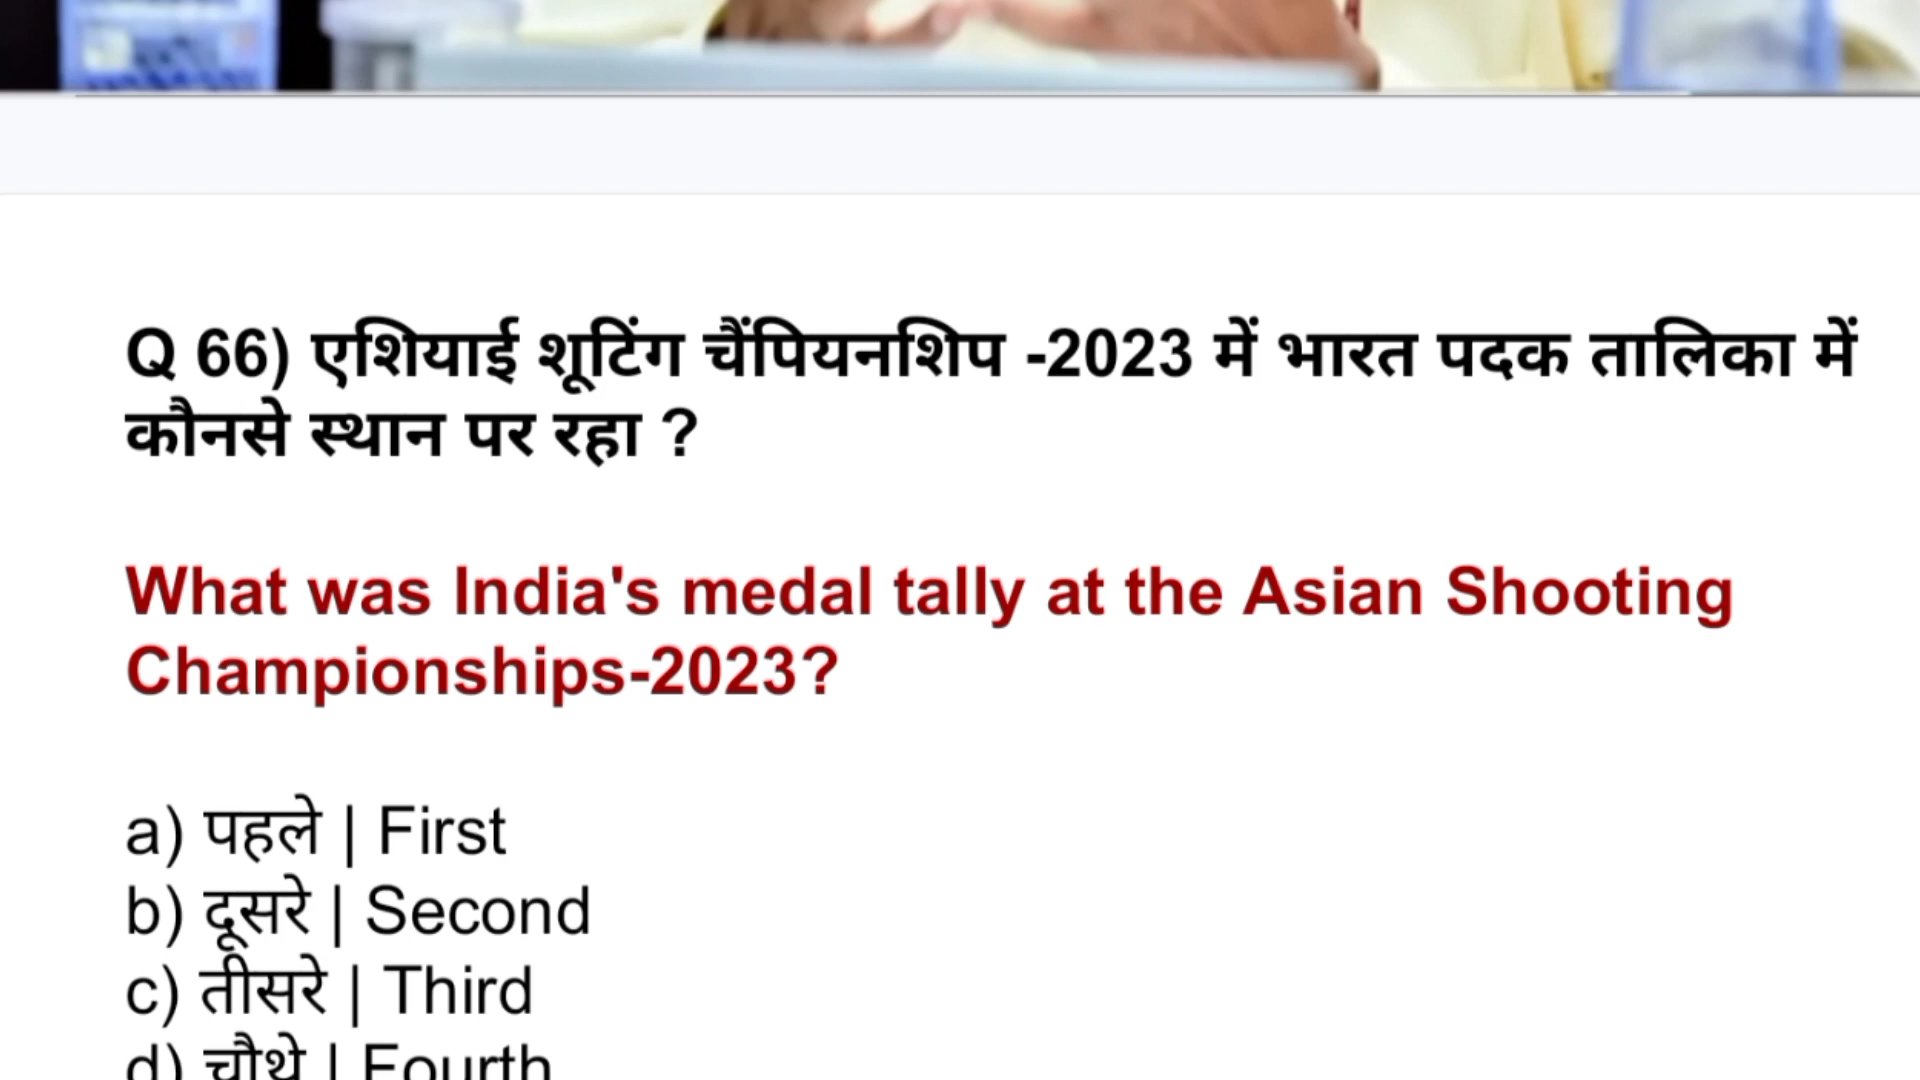 Q 66) एशियाई शूटिंग चैंपियनशिप -2023 में भारत पदक तालिका में
कौनसे स्थान पर रहा ?
What was India's medal tally at the Asian Shooting
Championships-2023?
a) पहले | First
b) दूसरे | Second
c) तीसरे | Third
d) चौथे | Fourth